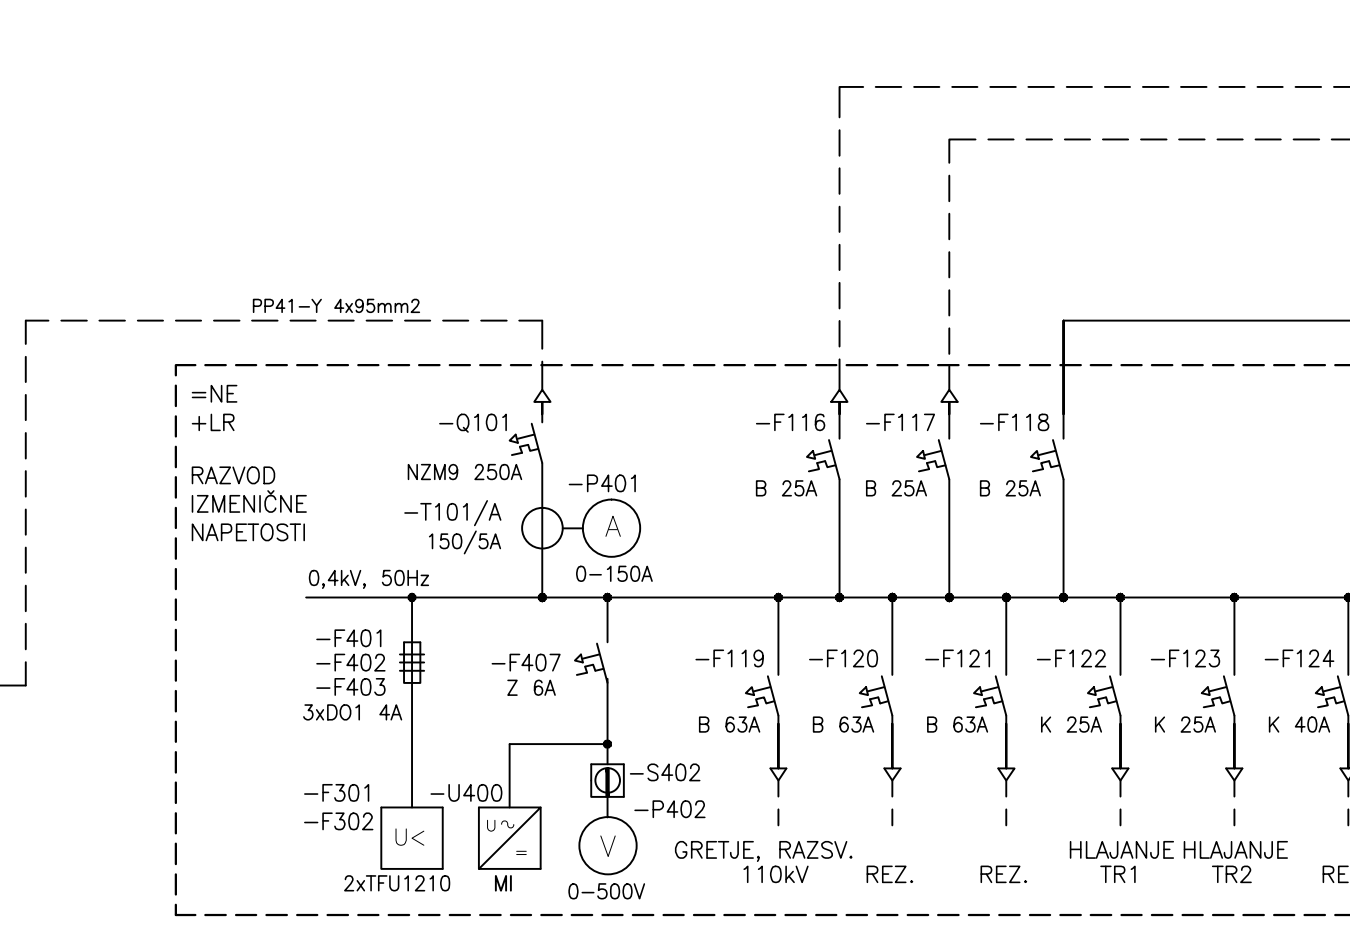 PP41-Y 4x95mm2
=NE
+LR
RAZVOD
IZMENIČNE
NAPETOSTI
-Q101
NZM9 250A
-T101/A
150/5A
-P401
A
0-150A
-F116
B 25A
-F117
B 25A
-F118
B 25A
0,4kV, 50Hz
-F401
-F402
-F403
3xD01 4A
-F407
Z 6A
-F119
B 63A
-F120
B 63A
-F121
B 63A
-F122
K 25A
-F123
K 25A
-F124
K 40A
-F301
-F302
U<
2xTFU1210
-U400
U~
=
MI
-S402
-P402
V
0-500V
GRETJE, RAZSV.
110kV
REZ.
REZ.
HLAJANJE
TR1
HLAJANJE
TR2
RE